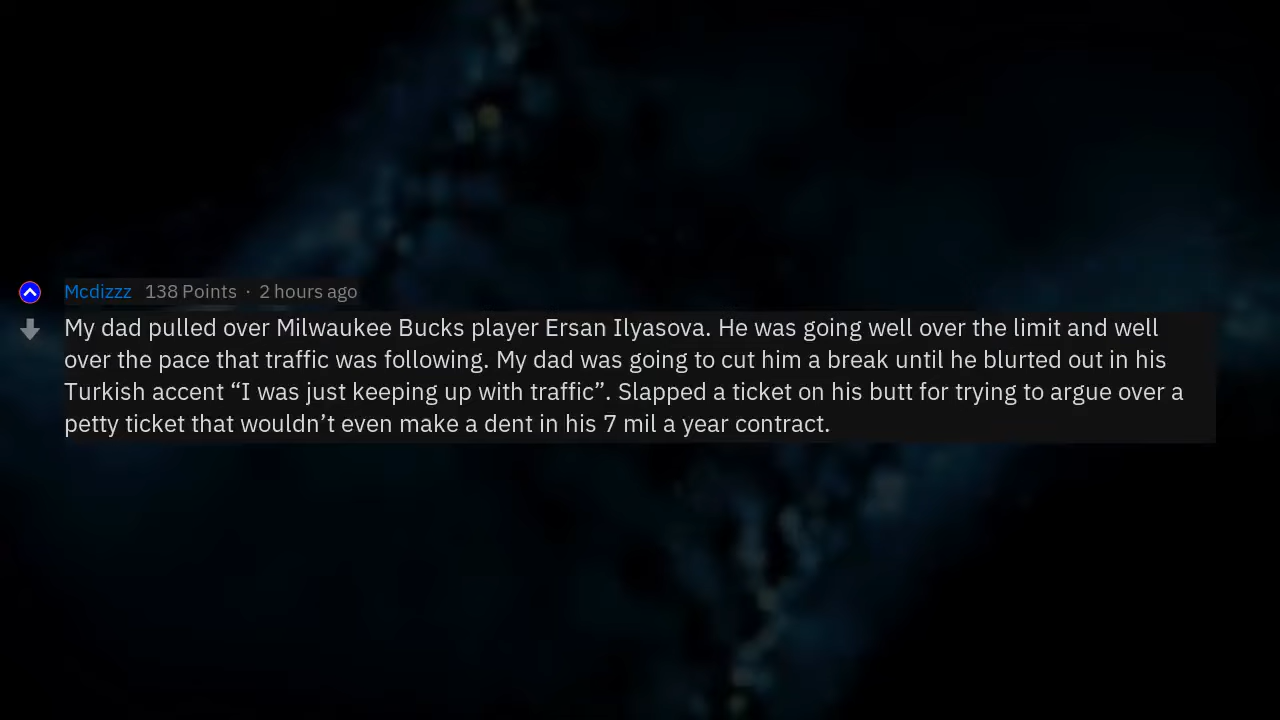 Mcdizzz 138 Points · 2 hours ago
My dad pulled over Milwaukee Bucks player Ersan Ilyasova. He was going well over the limit and well
over the pace that traffic was following. My dad was going to cut him a break until he blurted out in his
Turkish accent “I was just keeping up with traffic”. Slapped a ticket on his butt for trying to argue over a
petty ticket that wouldn’t even make a dent in his 7 mil a year contract.